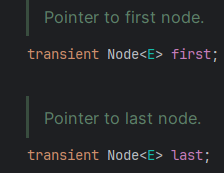 Pointer to first node.
transient Node<E> first;
Pointer to last node.
transient Node<E> last;